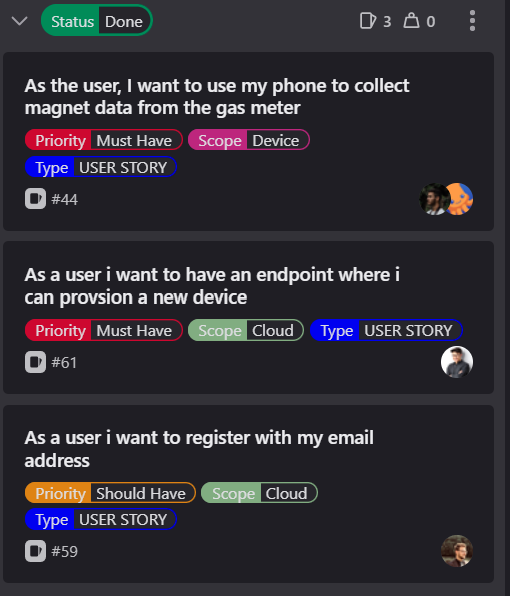 Status Done 3 0
As the user, I want to use my phone to collect
magnet data from the gas meter
Priority Must Have Scope Device
Type USER STORY
#44
As a user i want to have an endpoint where i
can provsion a new device
Priority Must Have Scope Cloud Type USER STORY
#61
As a user i want to register with my email
address
Priority Should Have Scope Cloud
Type USER STORY
#59